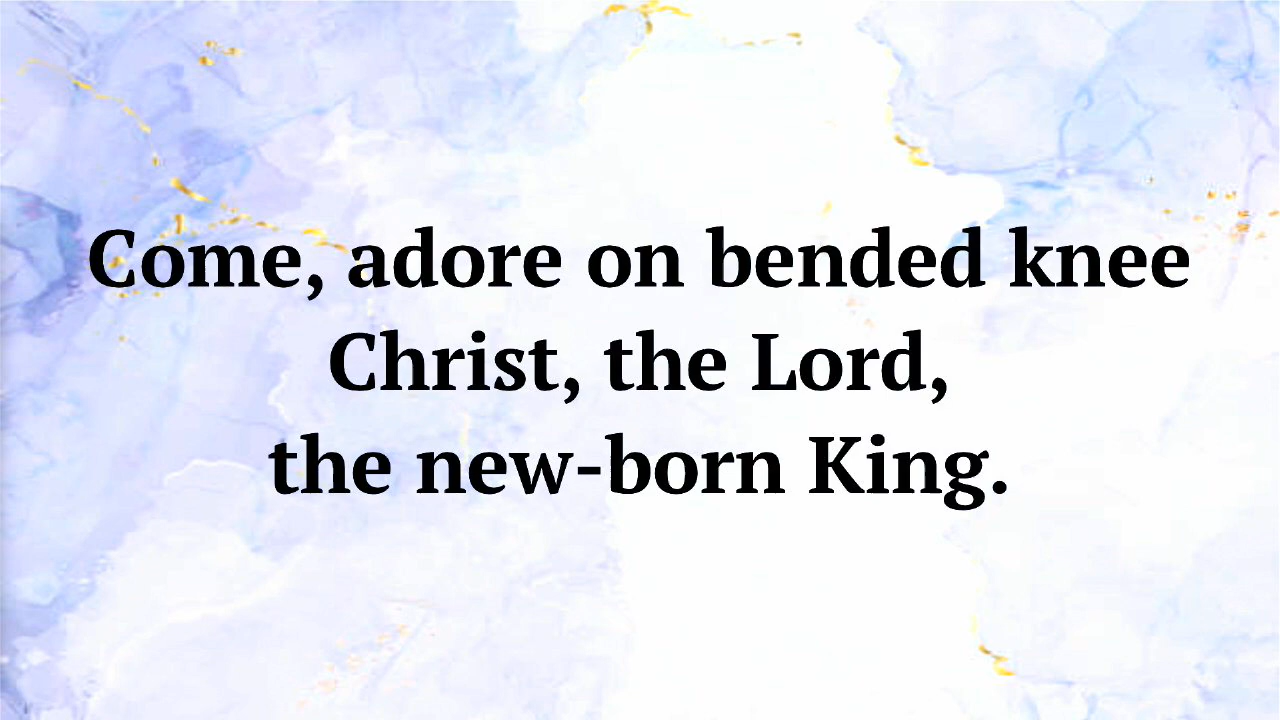 Come, adore on bended knee
Christ, the Lord,
the new-born King.